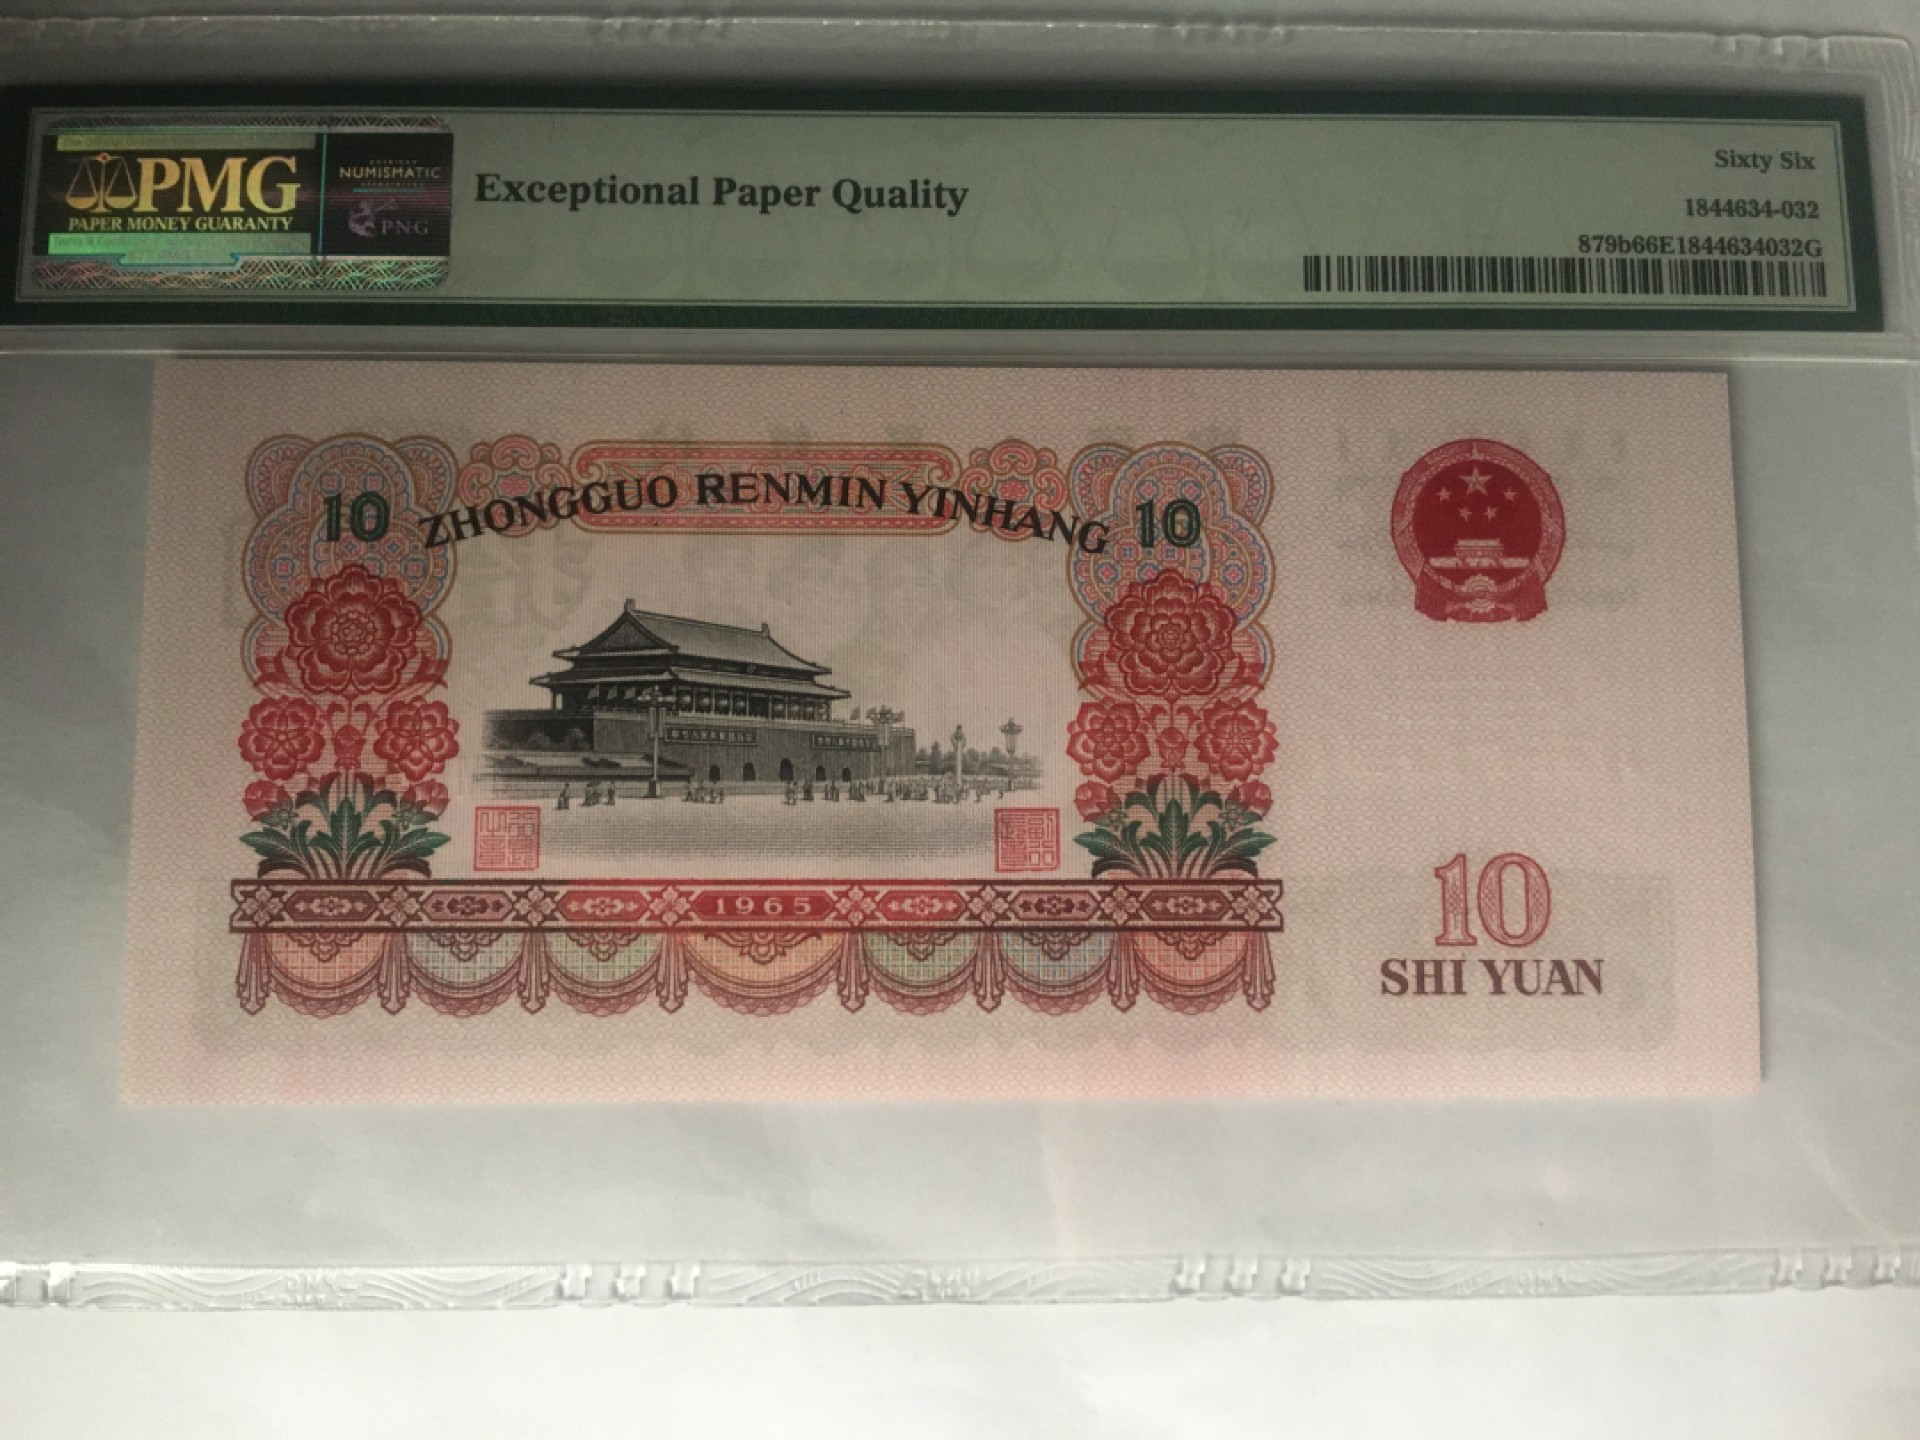 PMG
PAPER MONEY GUARANTY
NUMISMATIC
PNG
Exceptional Paper Quality
Sixty Six
1844634-032
879b66E1844634032G
10 ZHONGGUO RENMIN YINHANG 10
1965
10
SHI YUAN